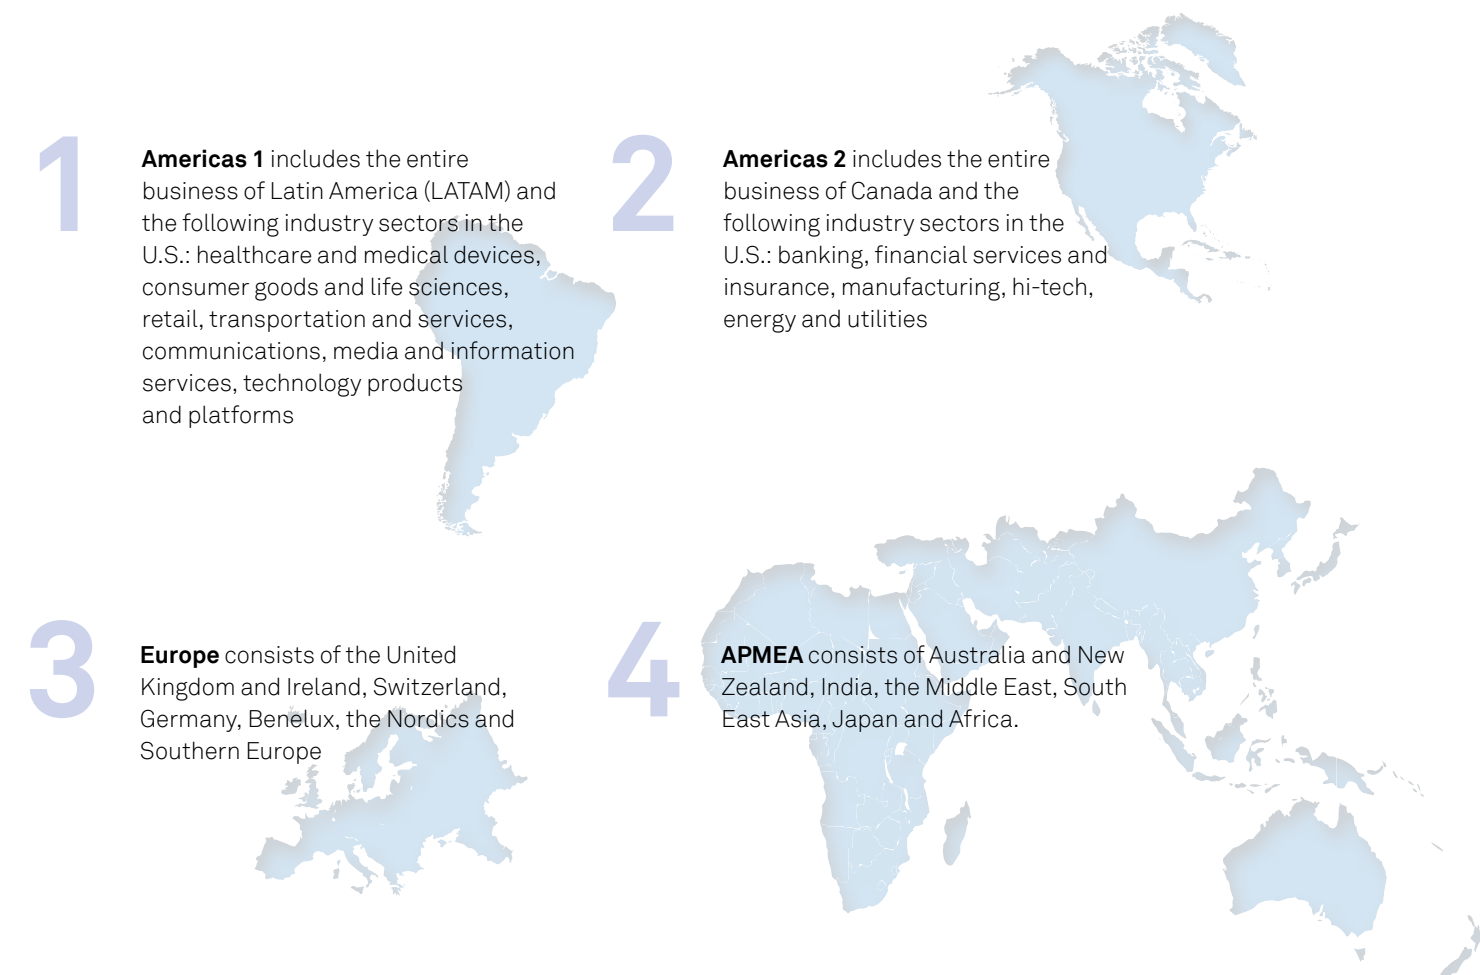 1
Americas 1 includes the entire
business of Latin America (LATAM) and
the following industry sectors in the
U.S.: healthcare and medical devices,
consumer goods and life sciences,
retail, transportation and services,
communications, media and information
services, technology products
and platforms
2
Americas 2 includes the entire
business of Canada and the
following industry sectors in the
U.S.: banking, financial services and
insurance, manufacturing, hi-tech,
energy and utilities
3
Europe consists of the United
Kingdom and Ireland, Switzerland,
Germany, Benelux, the Nordics and
Southern Europe
4
APMEA consists of Australia and New
Zealand, India, the Middle East, South
East Asia, Japan and Africa.